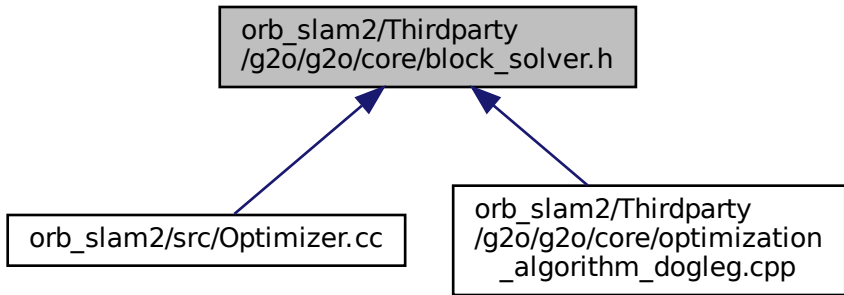 orb_slam2/Thirdparty
/g2o/g2o/core/block_solver.h
orb_slam2/src/Optimizer.cc
orb_slam2/Thirdparty
/g2o/g2o/core/optimization
_algorithm_dogleg.cpp